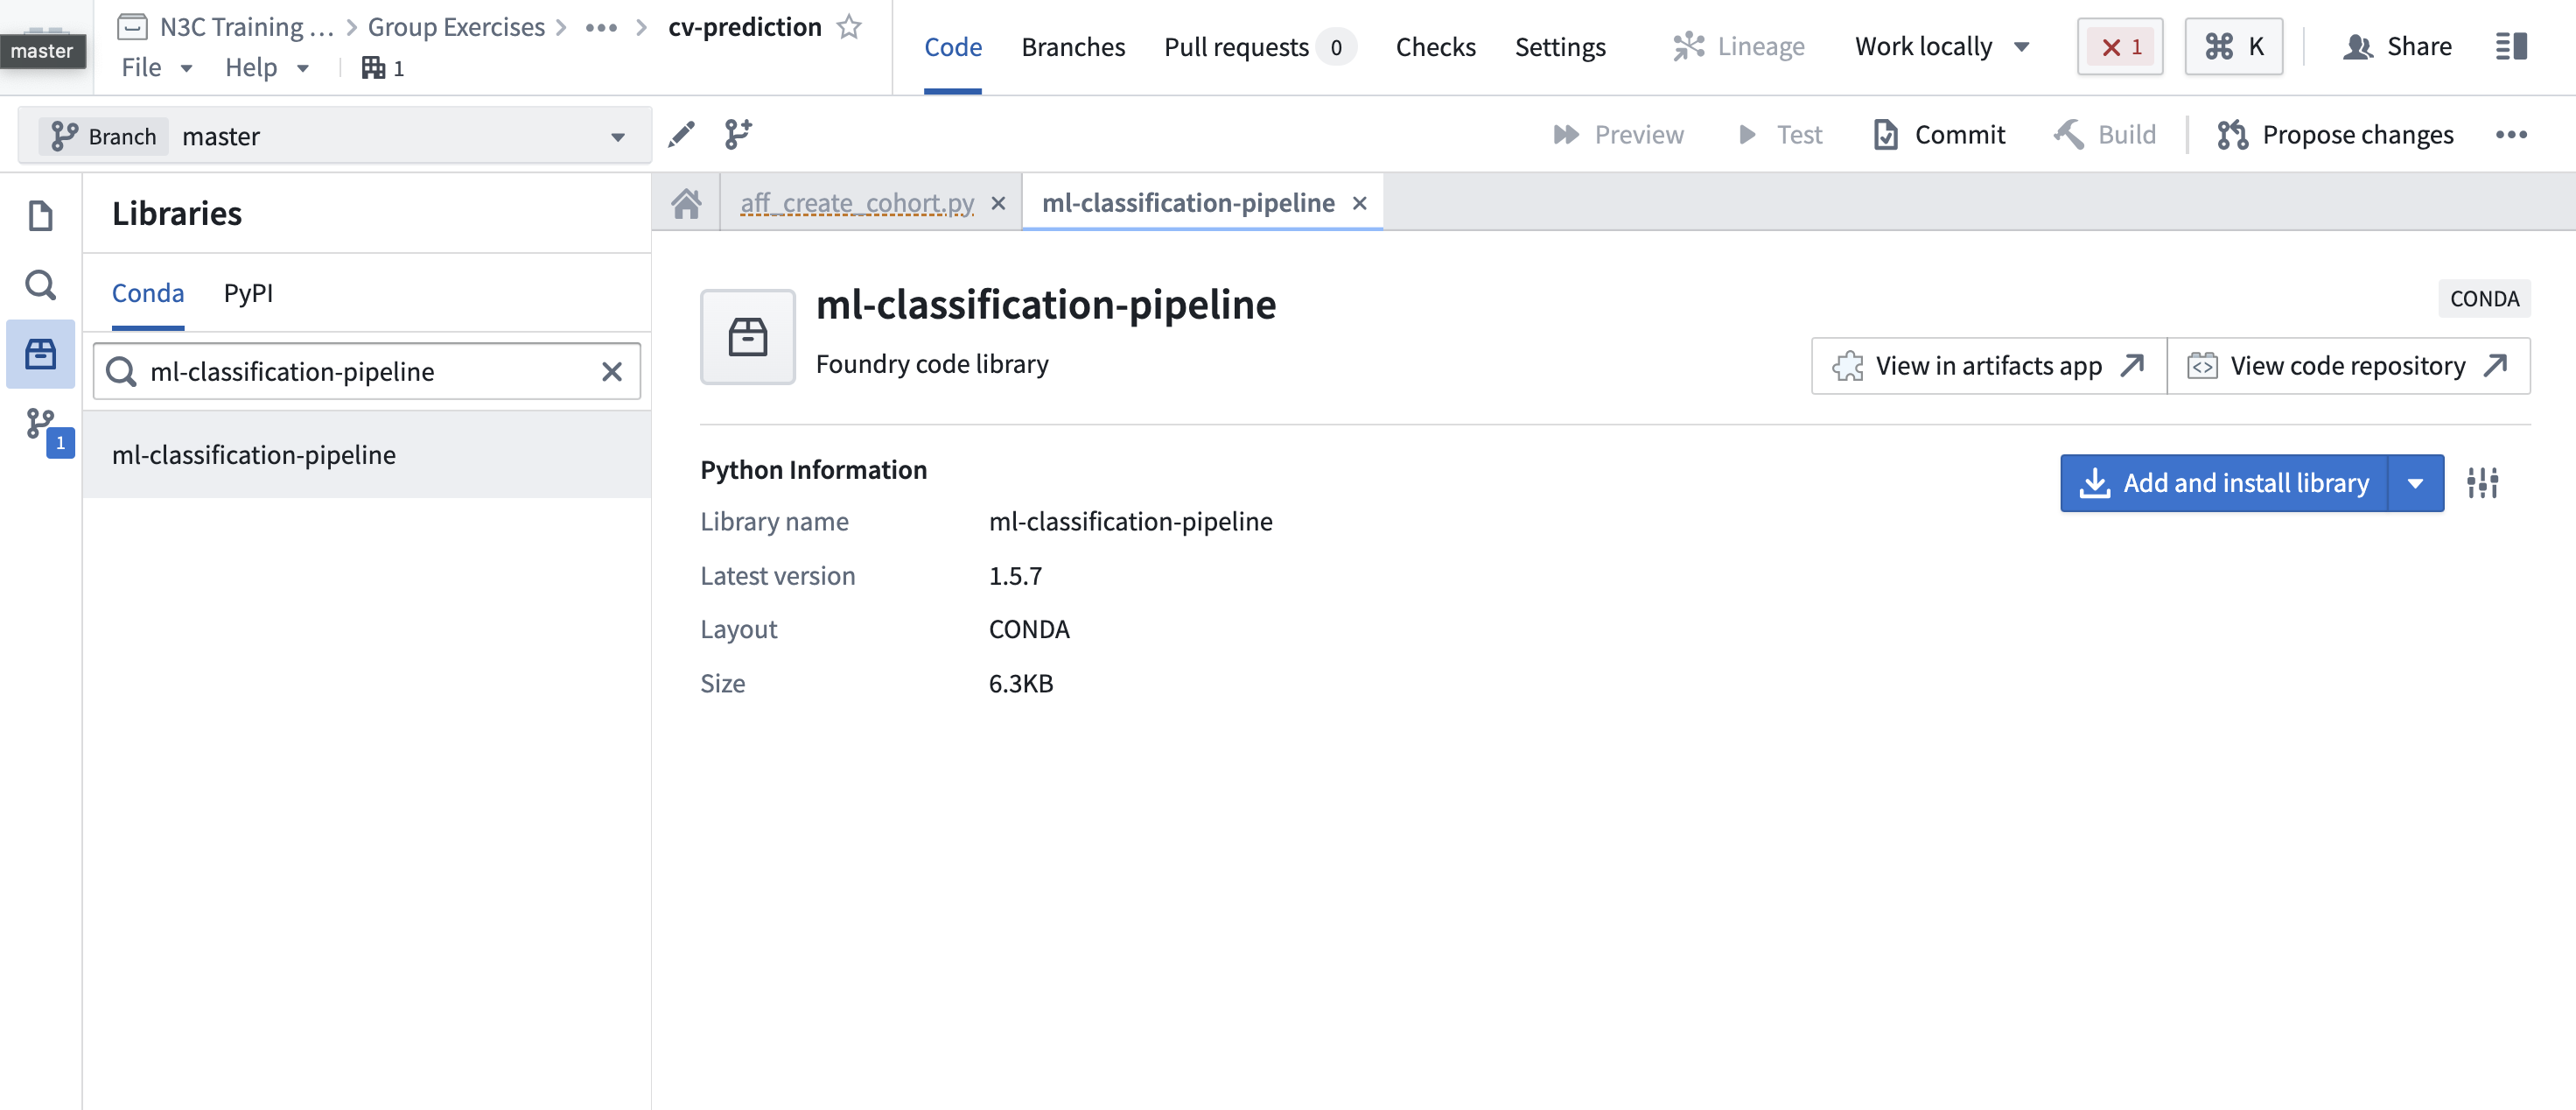 master
N3C Training ... > Group Exercises > ••• > cv-prediction
File Help 1
Code Branches Pull requests 0 Checks Settings Lineage Work locally × 1 ⌘ K Share
Branch master
Preview Test Commit Build Propose changes •••
Libraries
aff_create_cohort.py × ml-classification-pipeline ×
Conda PyPI
ml-classification-pipeline
1
ml-classification-pipeline
ml-classification-pipeline
CONDA
Foundry code library
View in artifacts app View code repository
Python Information
Add and install library
Library name ml-classification-pipeline
Latest version 1.5.7
Layout CONDA
Size 6.3KB